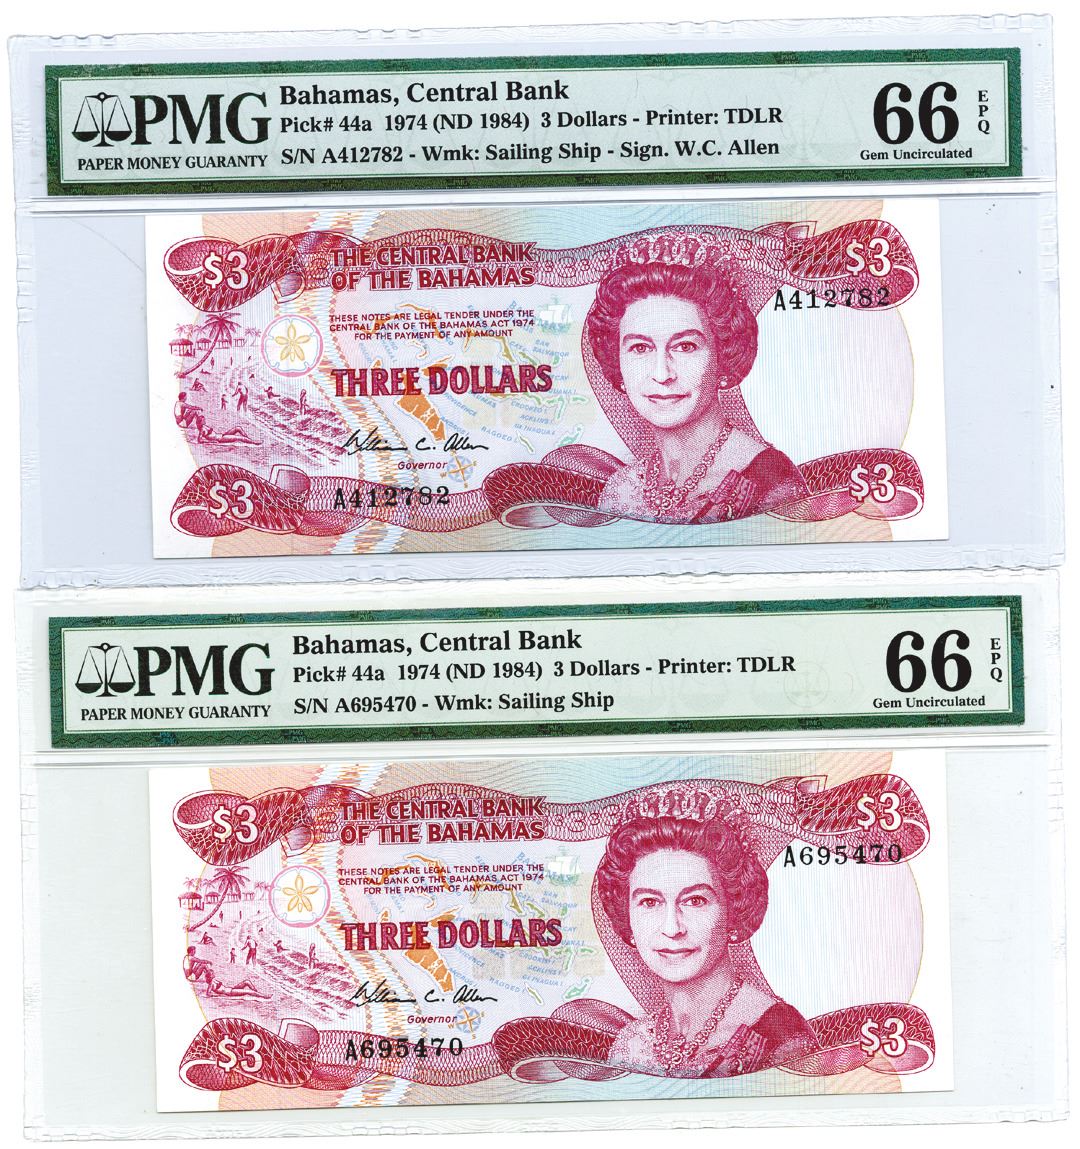 PMG
PAPER MONEY GUARANTY
Bahamas, Central Bank
Pick# 44a 1974 (ND 1984) 3 Dollars - Printer: TDLR
S/N A412782 - Wmk: Sailing Ship - Sign. W.C. Allen
66 EPQ
Gem Uncirculated
$3
THE CENTRAL BANK
OF THE BAHAMAS
$3
A412782
THESE NOTES ARE LEGAL TENDER UNDER THE
CENTRAL BANK OF THE BAHAMAS ACT 1974
FOR THE PAYMENT OF ANY AMOUNT
THREE DOLLARS
William C. Allen
Governor
$3
A412782
$3
PMG
PAPER MONEY GUARANTY
Bahamas, Central Bank
Pick# 44a 1974 (ND 1984) 3 Dollars - Printer: TDLR
S/N A695470 - Wmk: Sailing Ship
66 EPQ
Gem Uncirculated
$3
THE CENTRAL BANK
OF THE BAHAMAS
$3
A695470
THESE NOTES ARE LEGAL TENDER UNDER THE
CENTRAL BANK OF THE BAHAMAS ACT 1974
FOR THE PAYMENT OF ANY AMOUNT
THREE DOLLARS
William C. Allen
Governor
$3
A695470
$3